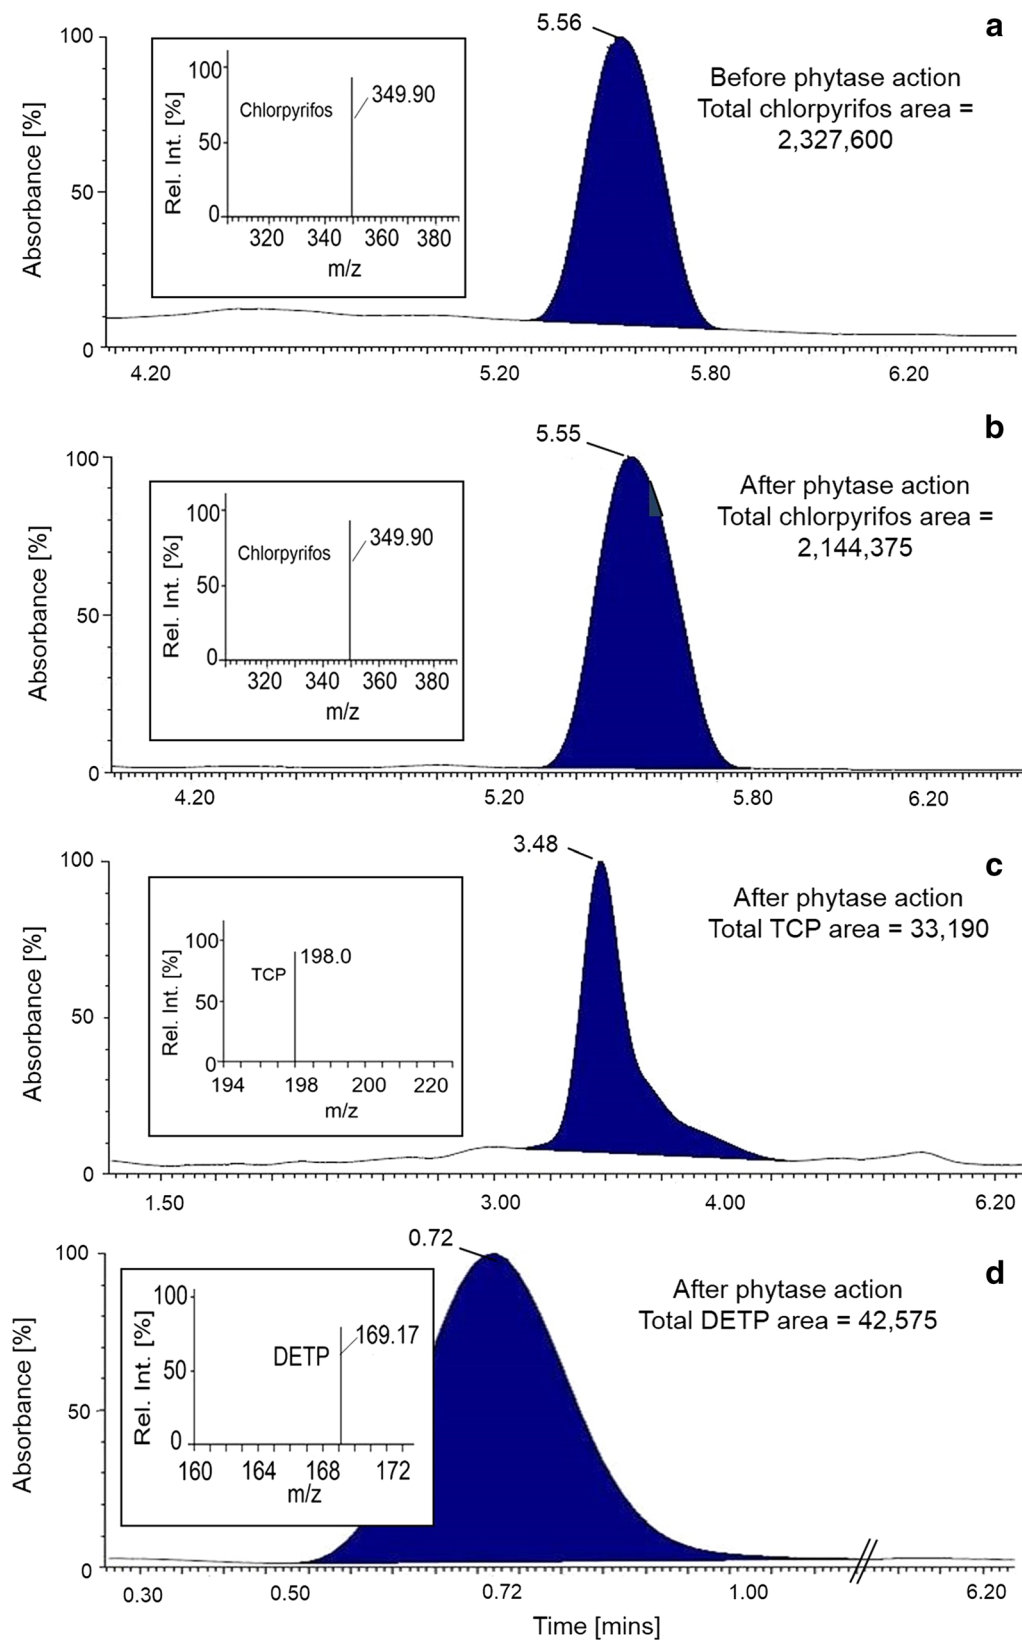 a
5.56
Before phytase action
Total chlorpyrifos area =
2,327,600
Absorbance [%]
100
50
0
Rel. Int. [%]
100
50
0
Chlorpyrifos
349.90
320 340 360 380
m/z
4.20 5.20 5.80 6.20
b
5.55
After phytase action
Total chlorpyrifos area =
2,144,375
Absorbance [%]
100
50
0
Rel. Int. [%]
100
50
0
Chlorpyrifos
349.90
320 340 360 380
m/z
4.20 5.20 5.80 6.20
c
3.48
After phytase action
Total TCP area = 33,190
Absorbance [%]
100
50
0
Rel. Int. [%]
100
50
0
TCP
198.0
194 198 200 220
m/z
1.50 3.00 4.00 6.20
d
0.72
After phytase action
Total DETP area = 42,575
Absorbance [%]
100
50
0
Rel. Int. [%]
100
50
0
DETP
169.17
160 164 168 172
m/z
0.30 0.50 0.72 1.00 6.20
Time [mins]